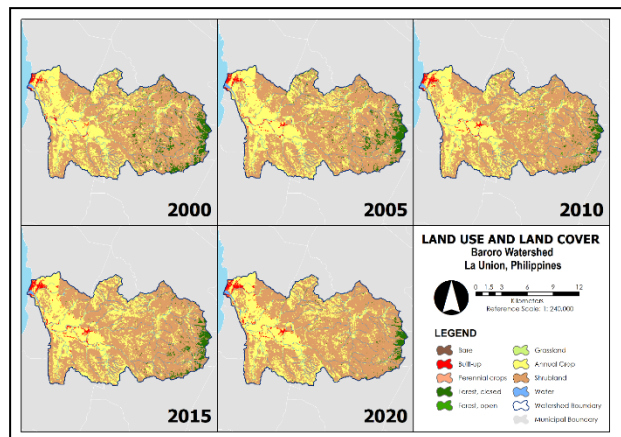 2000
2005
2010
2015
2020
LAND USE AND LAND COVER
Baroro Watershed
La Union, Philippines
0 1.5 3 6 9 12
Kilometers
Reference Scale: 1: 240,000
LEGEND
Bare
Built-up
Perennial crops
Forest, closed
Forest, open
Grassland
Annual Crop
Shrubland
Water
Watershed Boundary
Municipal Boundary